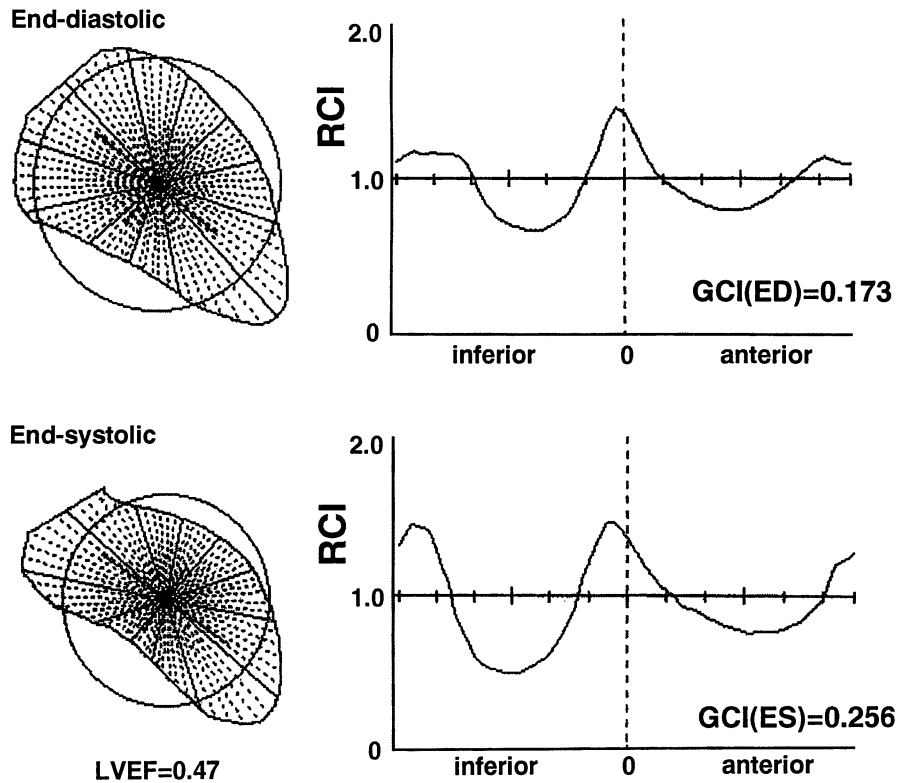 End-diastolic
2.0
RCI
1.0
GCI(ED)=0.173
0
inferior 0 anterior
End-systolic
2.0
RCI
1.0
GCI(ES)=0.256
0
inferior 0 anterior
LVEF=0.47